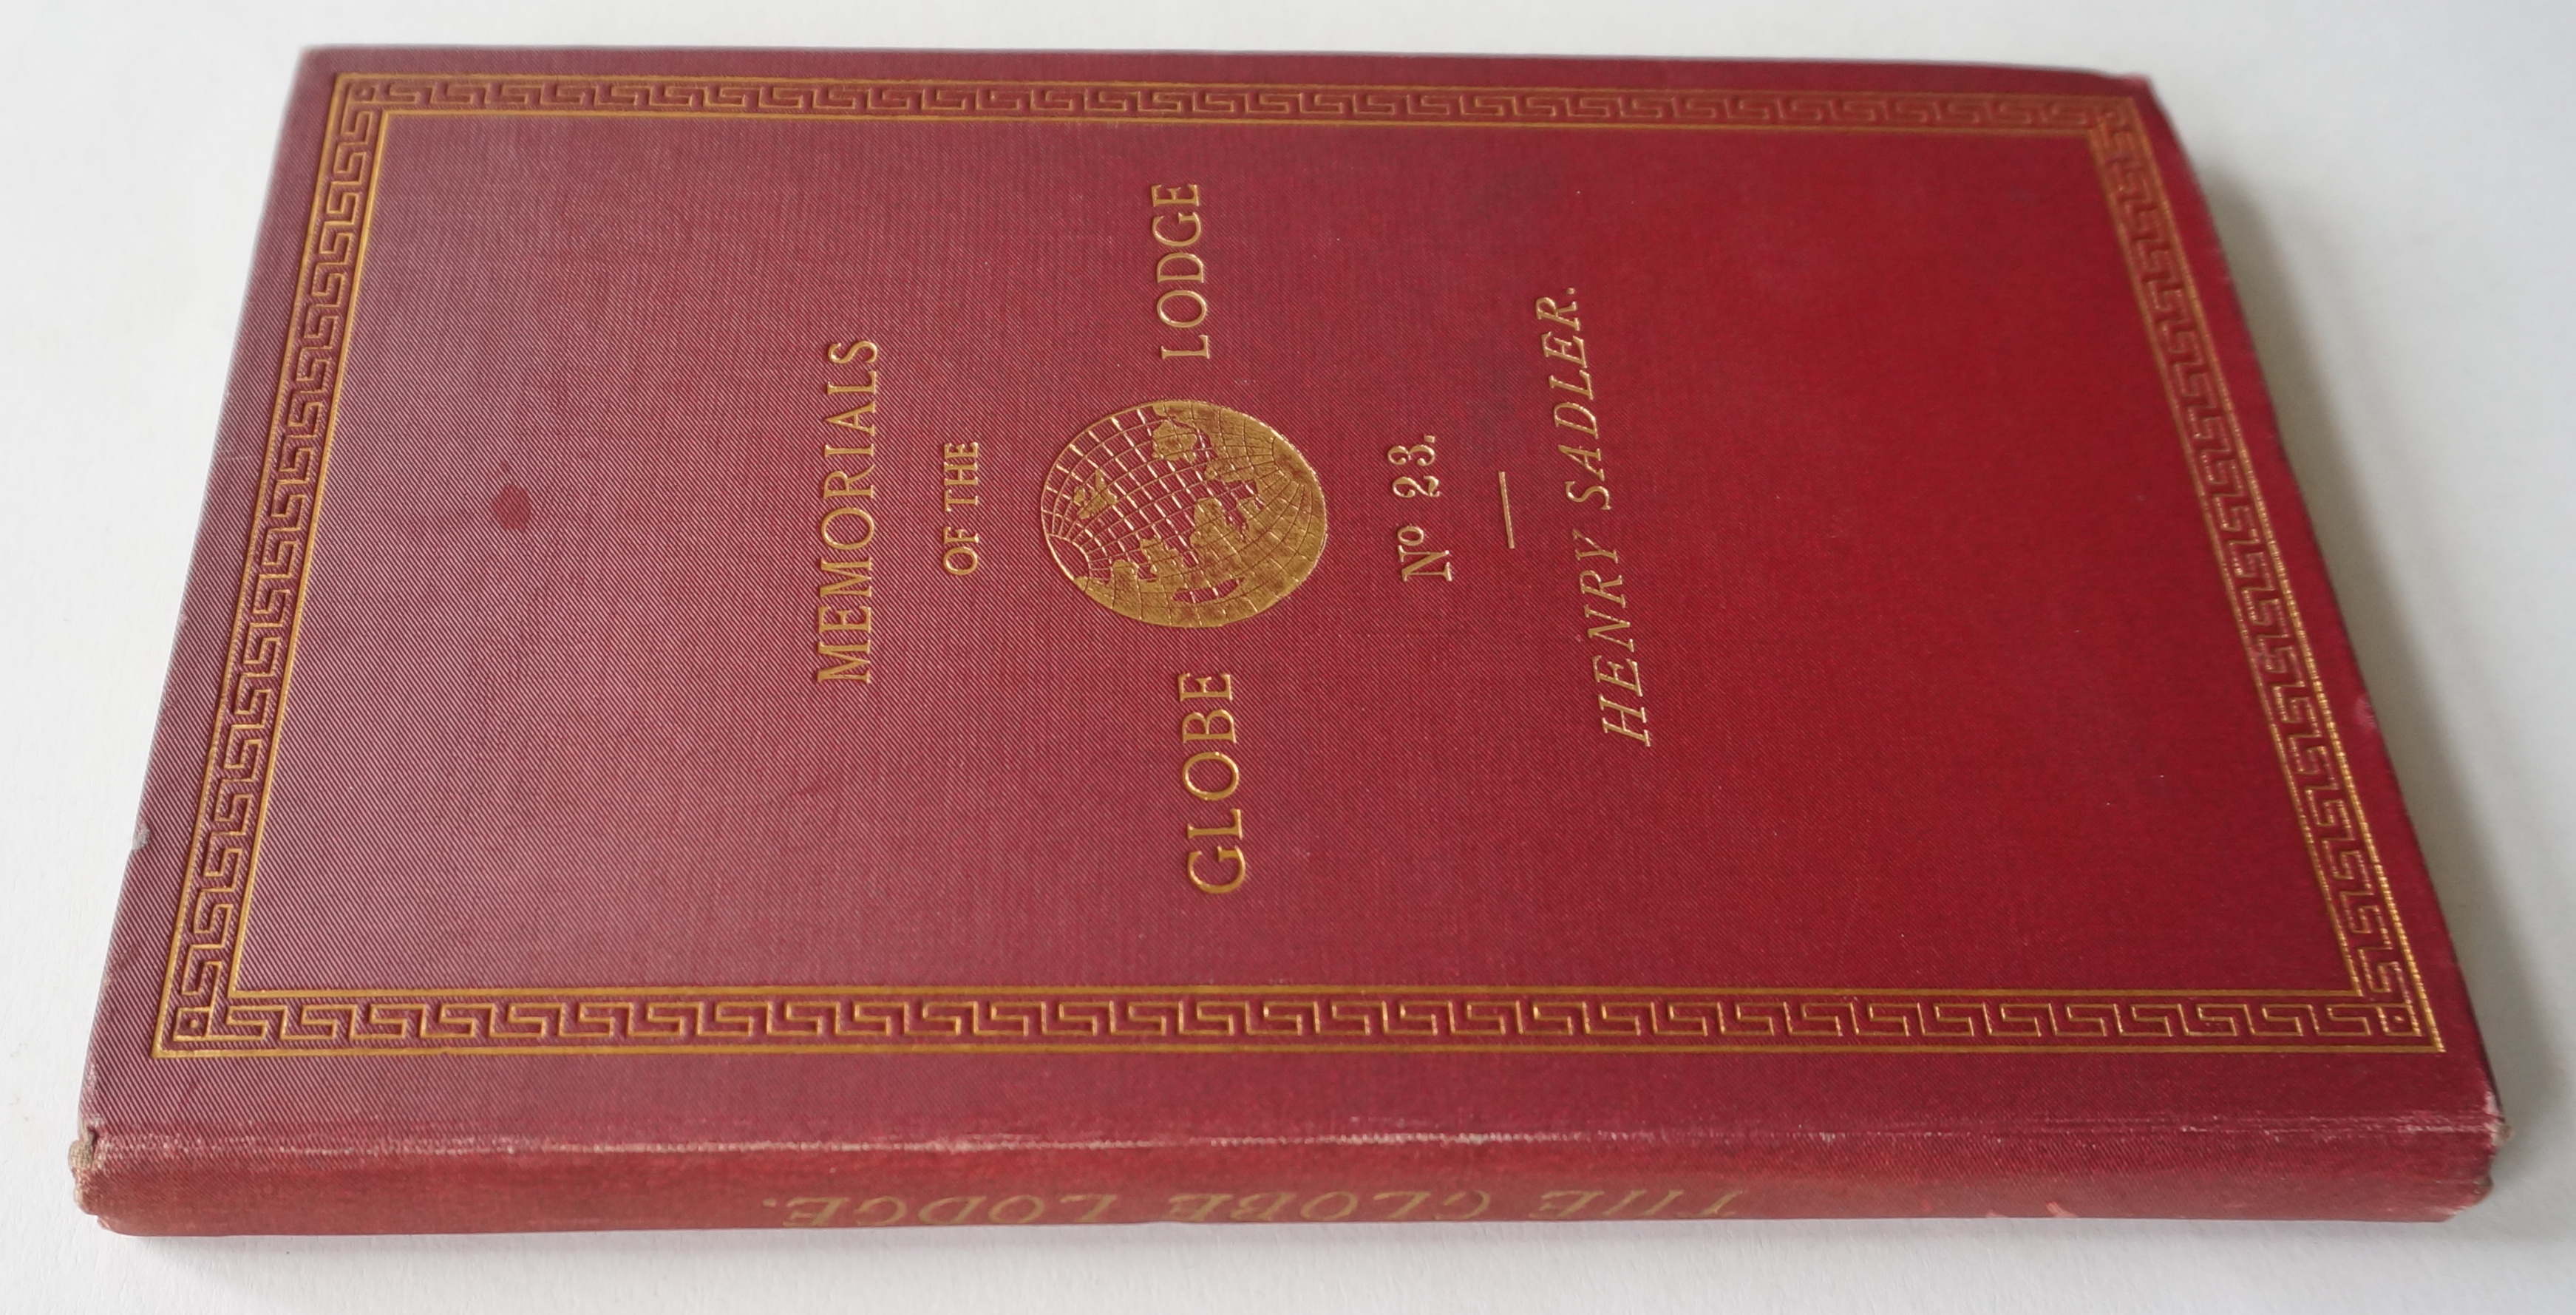 MEMORIALS
OF THE
GLOBE LODGE
Nº 23.
HENRY SADLER.
THE GLOBE LODGE.